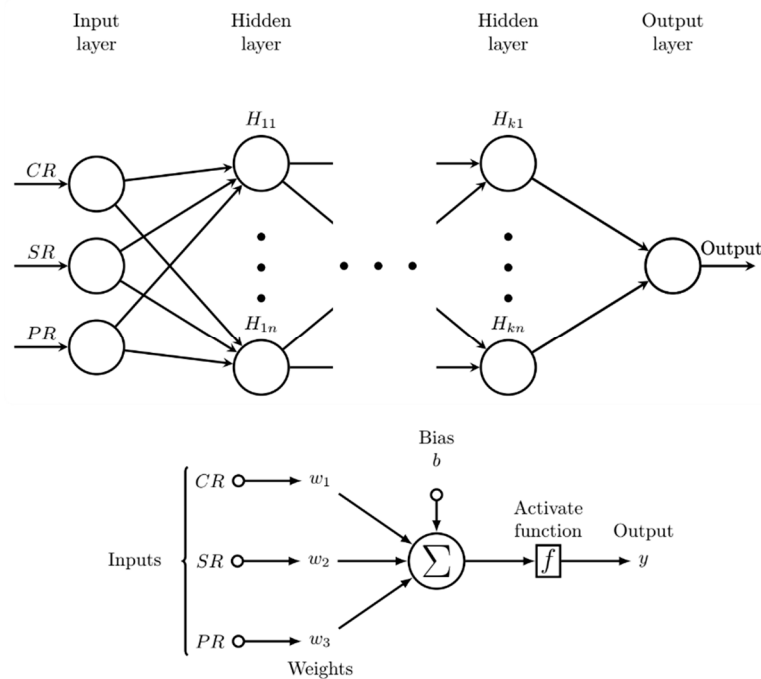 Input
layer
Hidden
layer
Hidden
layer
Output
layer
H11
Hk1
CR
SR
PR
Output
H1n
Hkn
Bias
b
CR
w1
Activate
function
Output
Inputs
SR
w2
∑
f
y
PR
w3
Weights